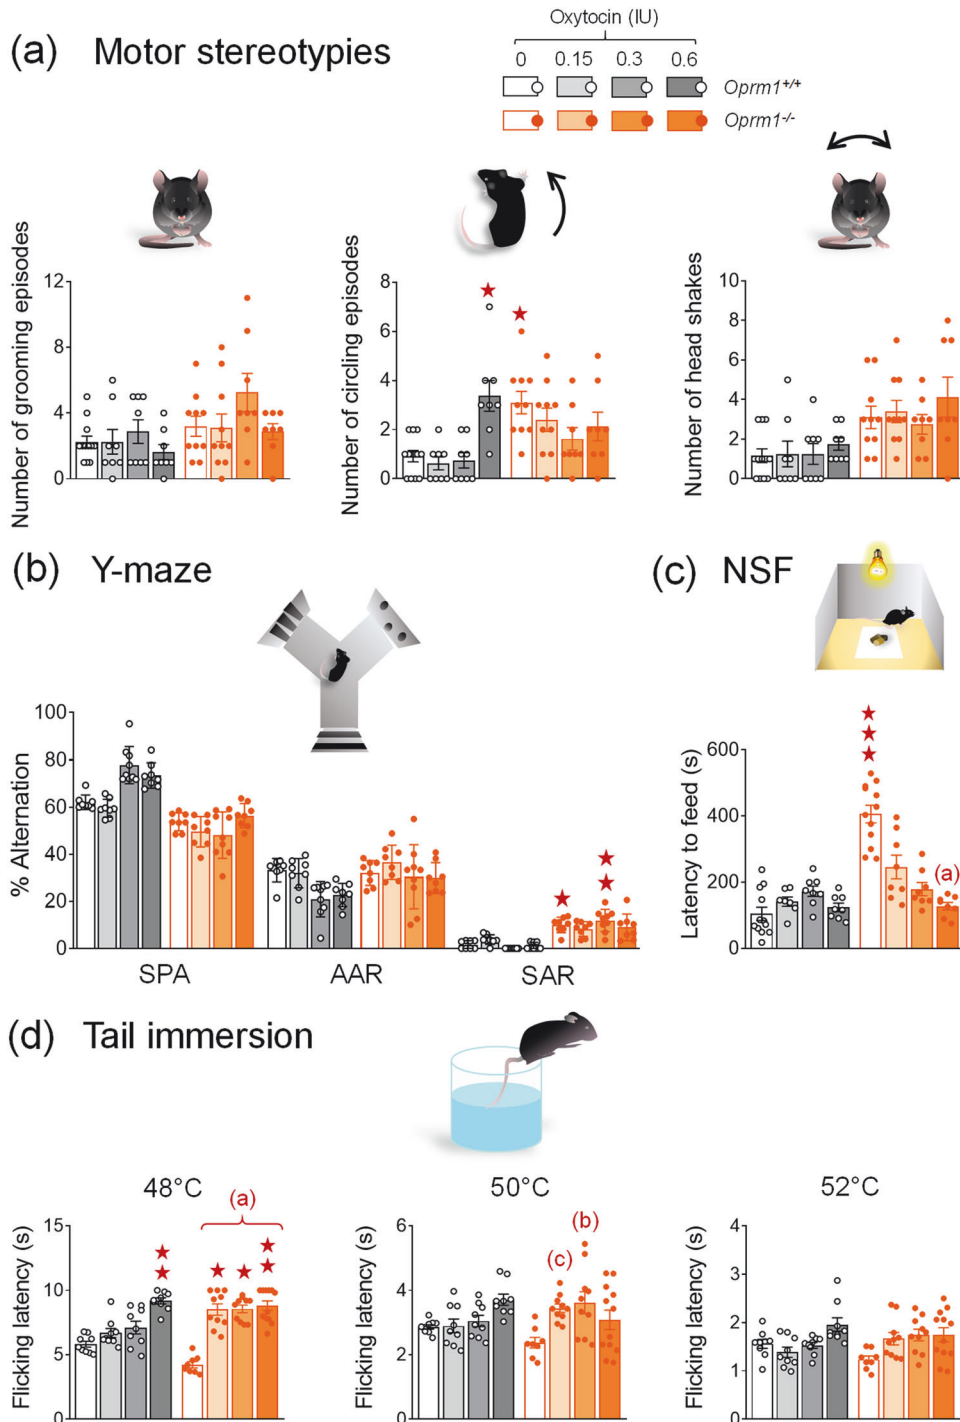 Oxytocin (IU)
(a) Motor stereotypies
0 0.15 0.3 0.6
Oprm1+/+
Oprm1-/-
Number of grooming episodes
12
8
4
0
Number of circling episodes
8
6
4
2
0
★
★
Number of head shakes
10
8
6
4
2
0
(b) Y-maze
(c) NSF
% Alternation
100
80
60
40
20
0
SPA AAR SAR
★
★
★
Latency to feed (s)
600
400
200
0
★
★
★
(a)
(d) Tail immersion
48°C
Flicking latency (s)
15
10
5
0
(a)
★
★
★
★
★
★
50°C
Flicking latency (s)
6
4
2
0
(c)
(b)
52°C
Flicking latency (s)
4
3
2
1
0